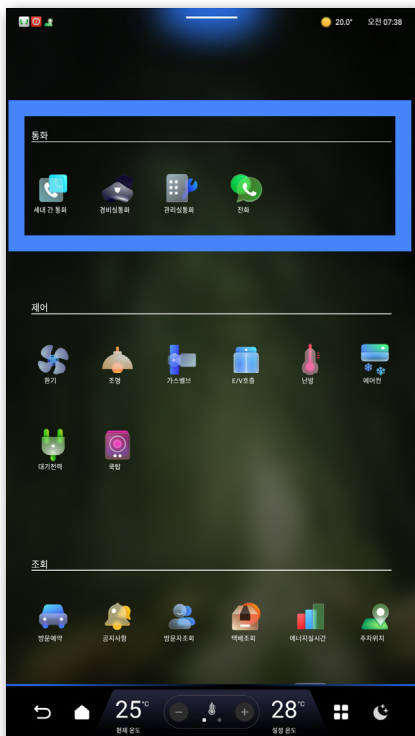 20.0° 오전 07:38
통화
세대 간 통화 경비실통화 관리실통화 전화
제어
환기 조명 가스밸브 E/V호출 난방 에어컨
대기전력 쿡탑
조회
방문예약 공지사항 방문자조회 택배조회 에너지실시간 주차위치
25°C 28°C
현재 온도 설정 온도